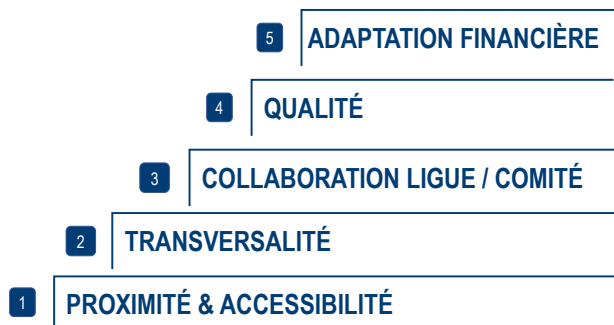 5 ADAPTATION FINANCIÈRE
4 QUALITÉ
3 COLLABORATION LIGUE / COMITÉ
2 TRANSVERSALITÉ
1 PROXIMITÉ & ACCESSIBILITÉ